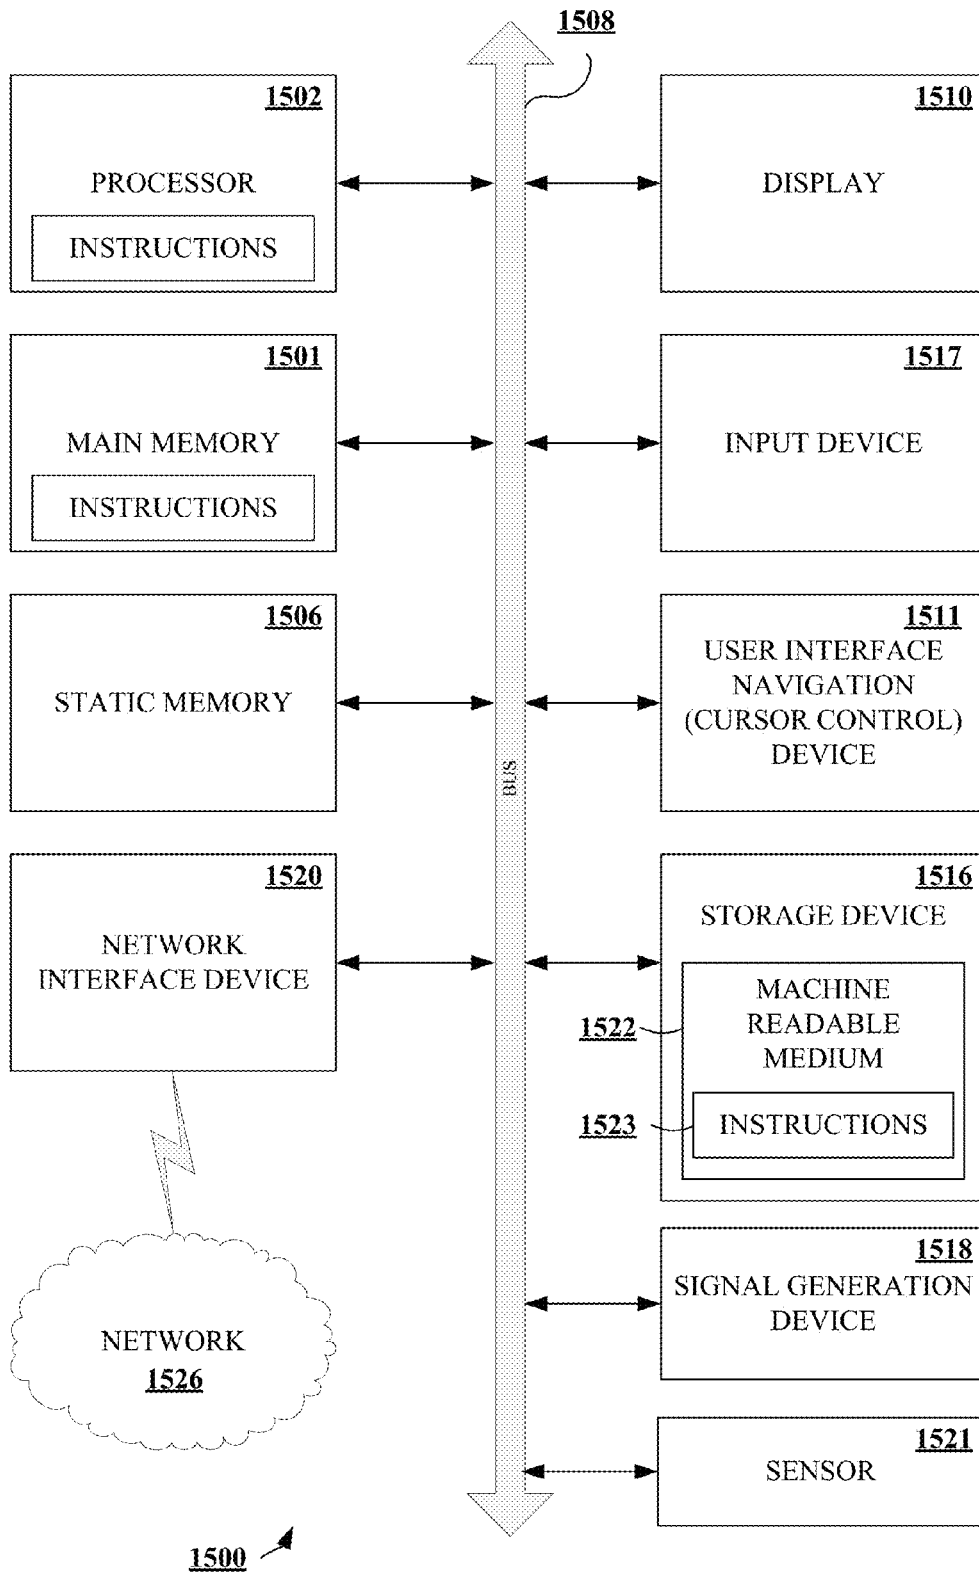 1508
1502
PROCESSOR
INSTRUCTIONS
1510
DISPLAY
1501
MAIN MEMORY
INSTRUCTIONS
1517
INPUT DEVICE
1506
STATIC MEMORY
1511
USER INTERFACE
NAVIGATION
(CURSOR CONTROL)
DEVICE
BUS
1520
NETWORK
INTERFACE DEVICE
1516
STORAGE DEVICE
MACHINE
READABLE
MEDIUM
1522
INSTRUCTIONS
1523
1518
SIGNAL GENERATION
DEVICE
NETWORK
1526
1521
SENSOR
1500